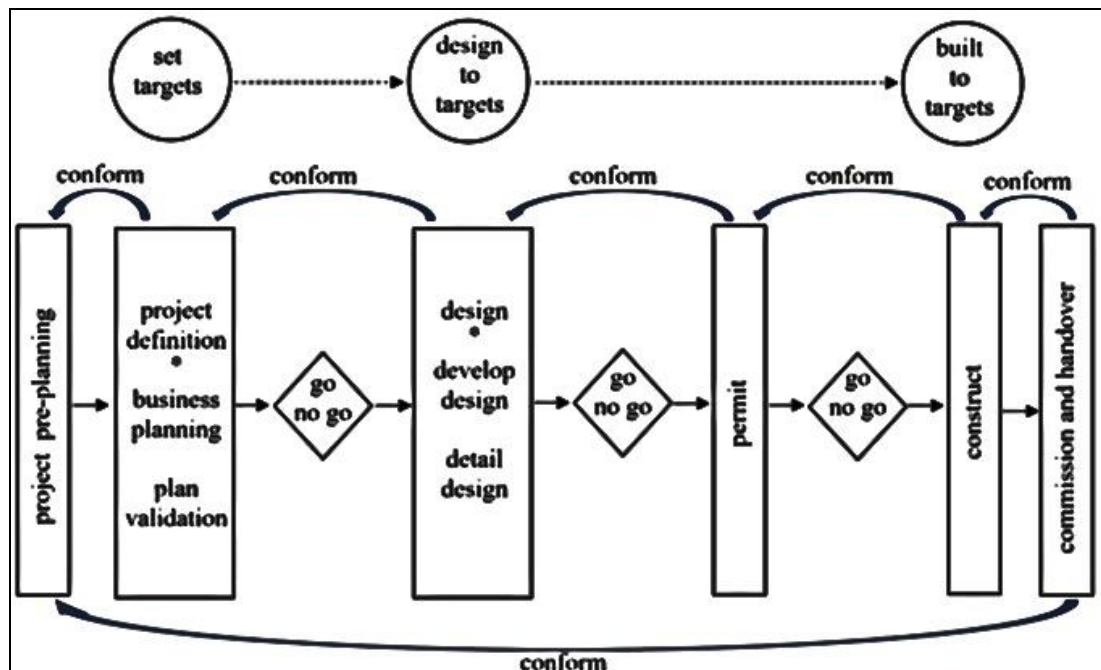 set
targets
design
to
targets
built
to
targets
conform
conform
conform
conform
conform
project pre-planning
project
definition
*
business
planning
plan
validation
go
no go
design
*
develop
design
detail
design
go
no go
permit
go
no go
construct
commission and handover
conform